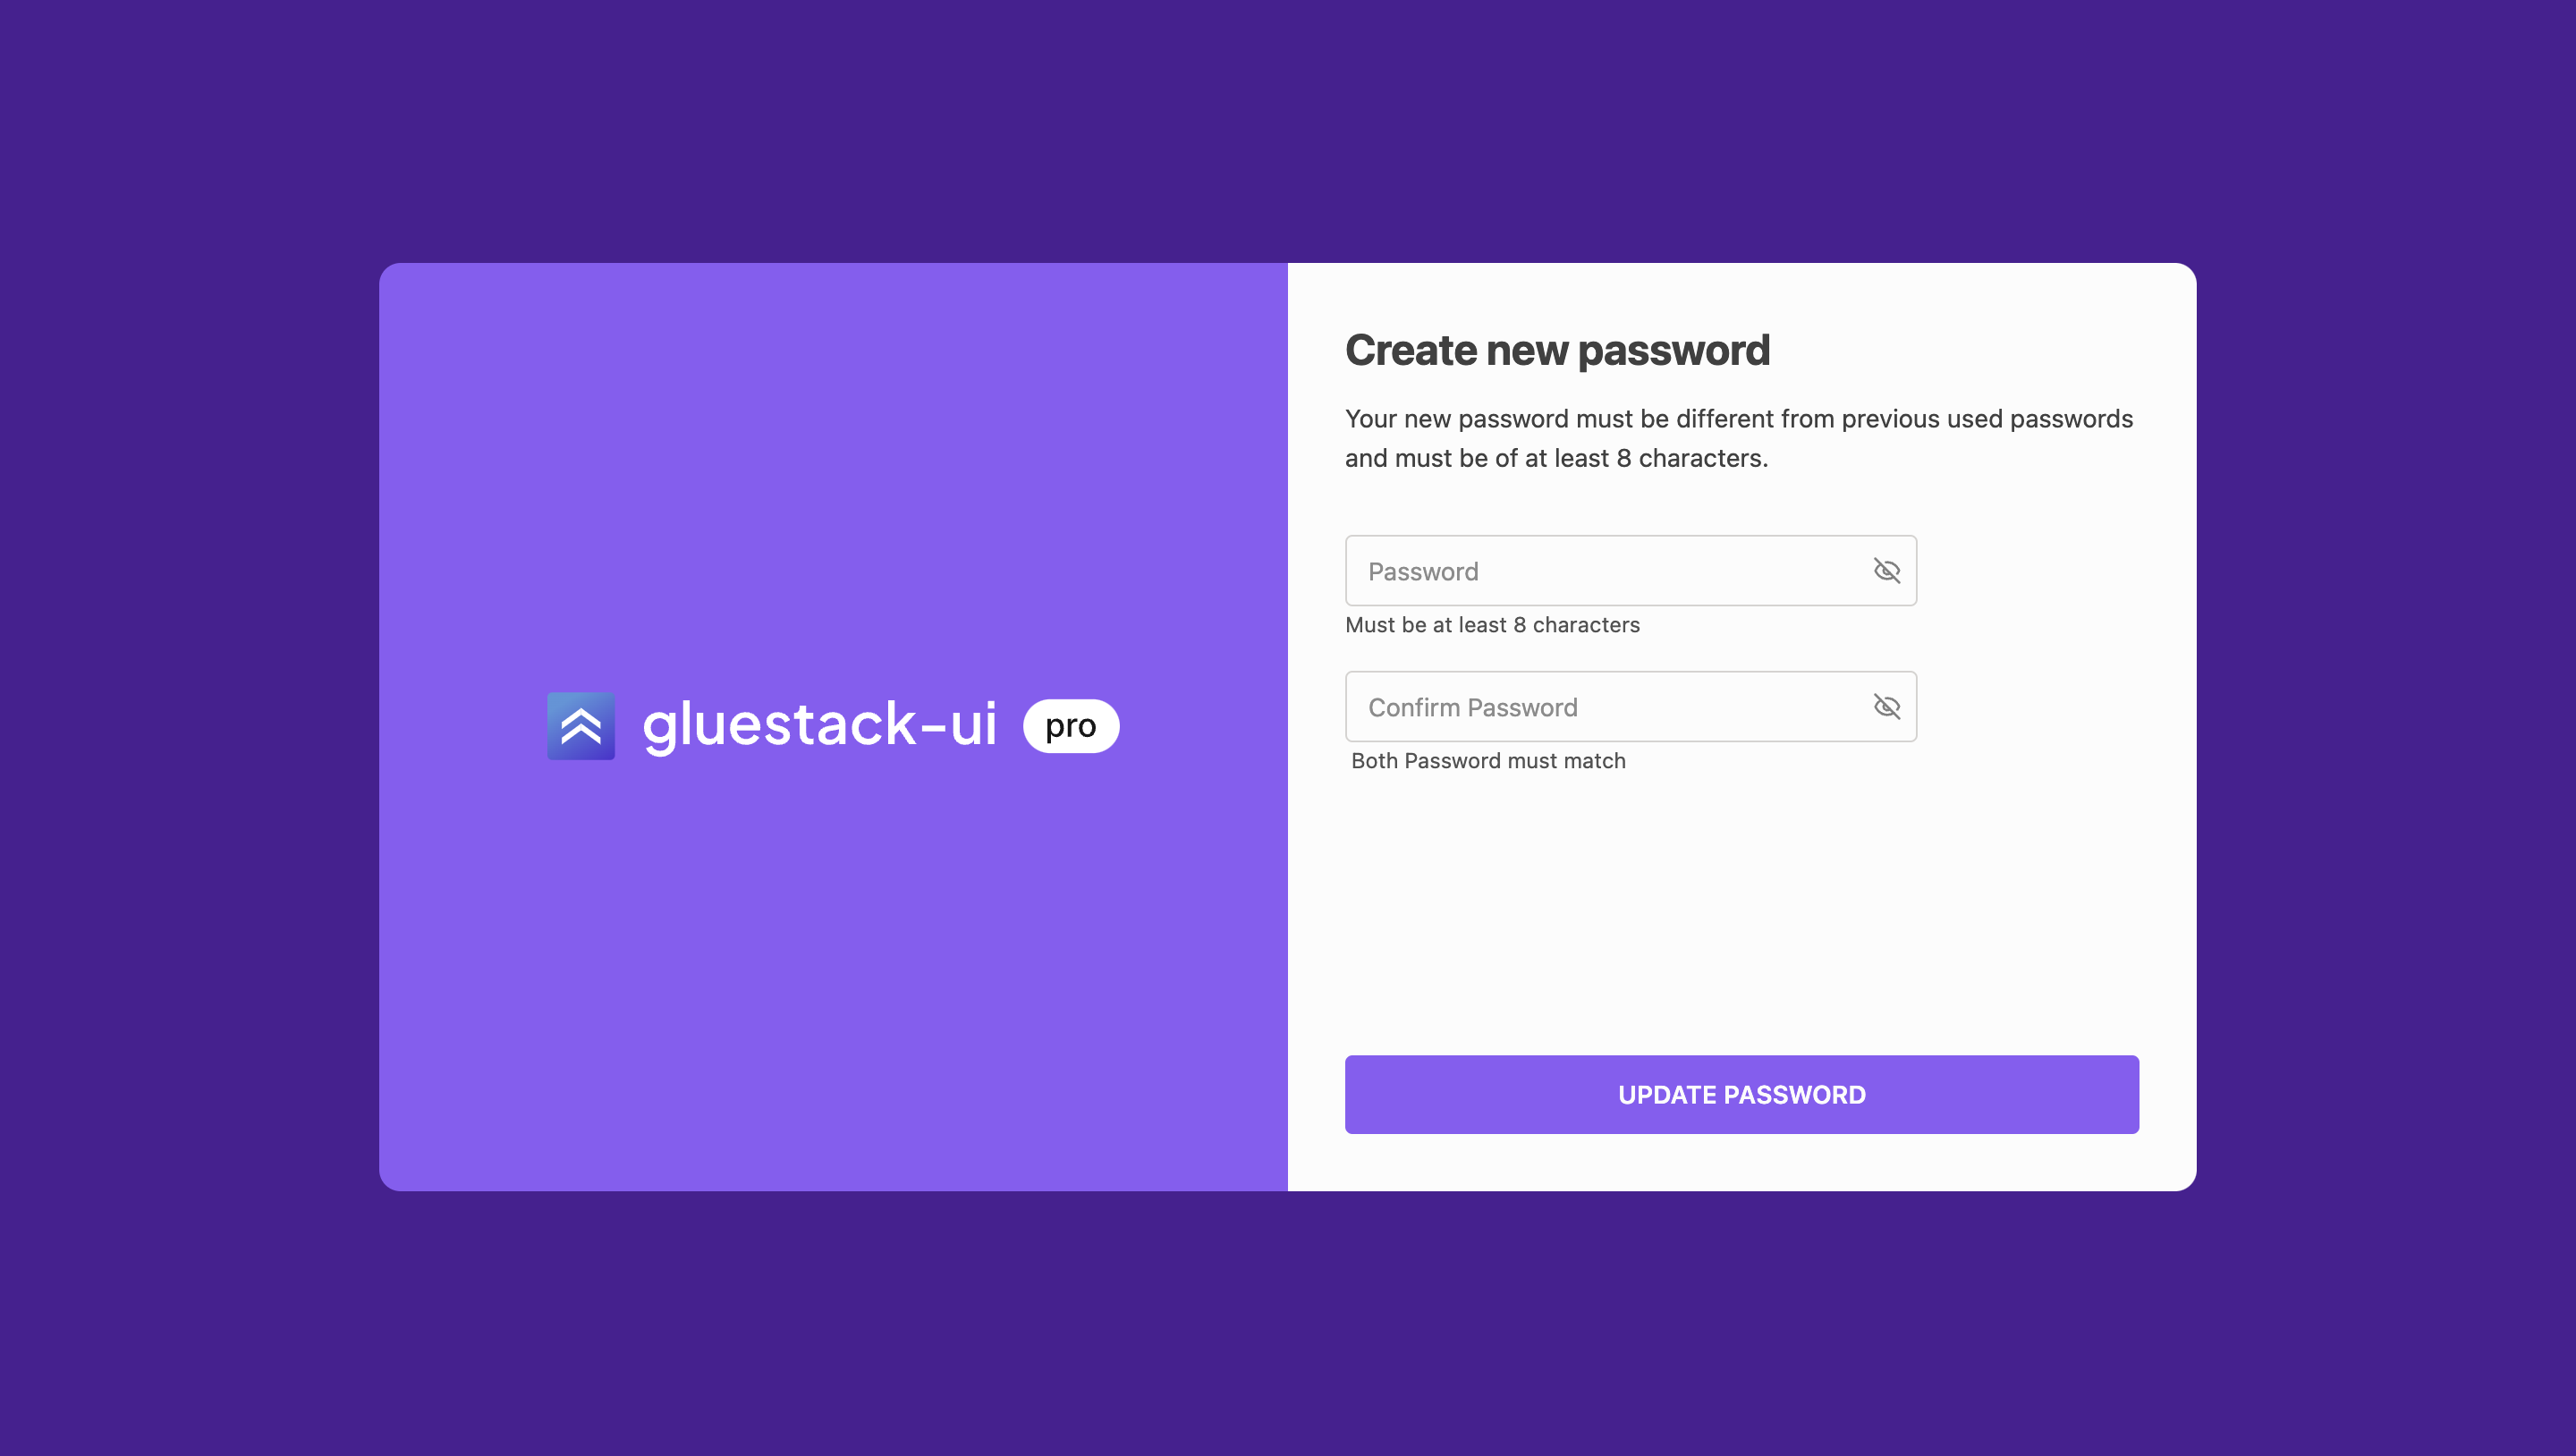 gluestack-ui pro
Create new password
Your new password must be different from previous used passwords
and must be of at least 8 characters.
Password
Must be at least 8 characters
Confirm Password
Both Password must match
UPDATE PASSWORD